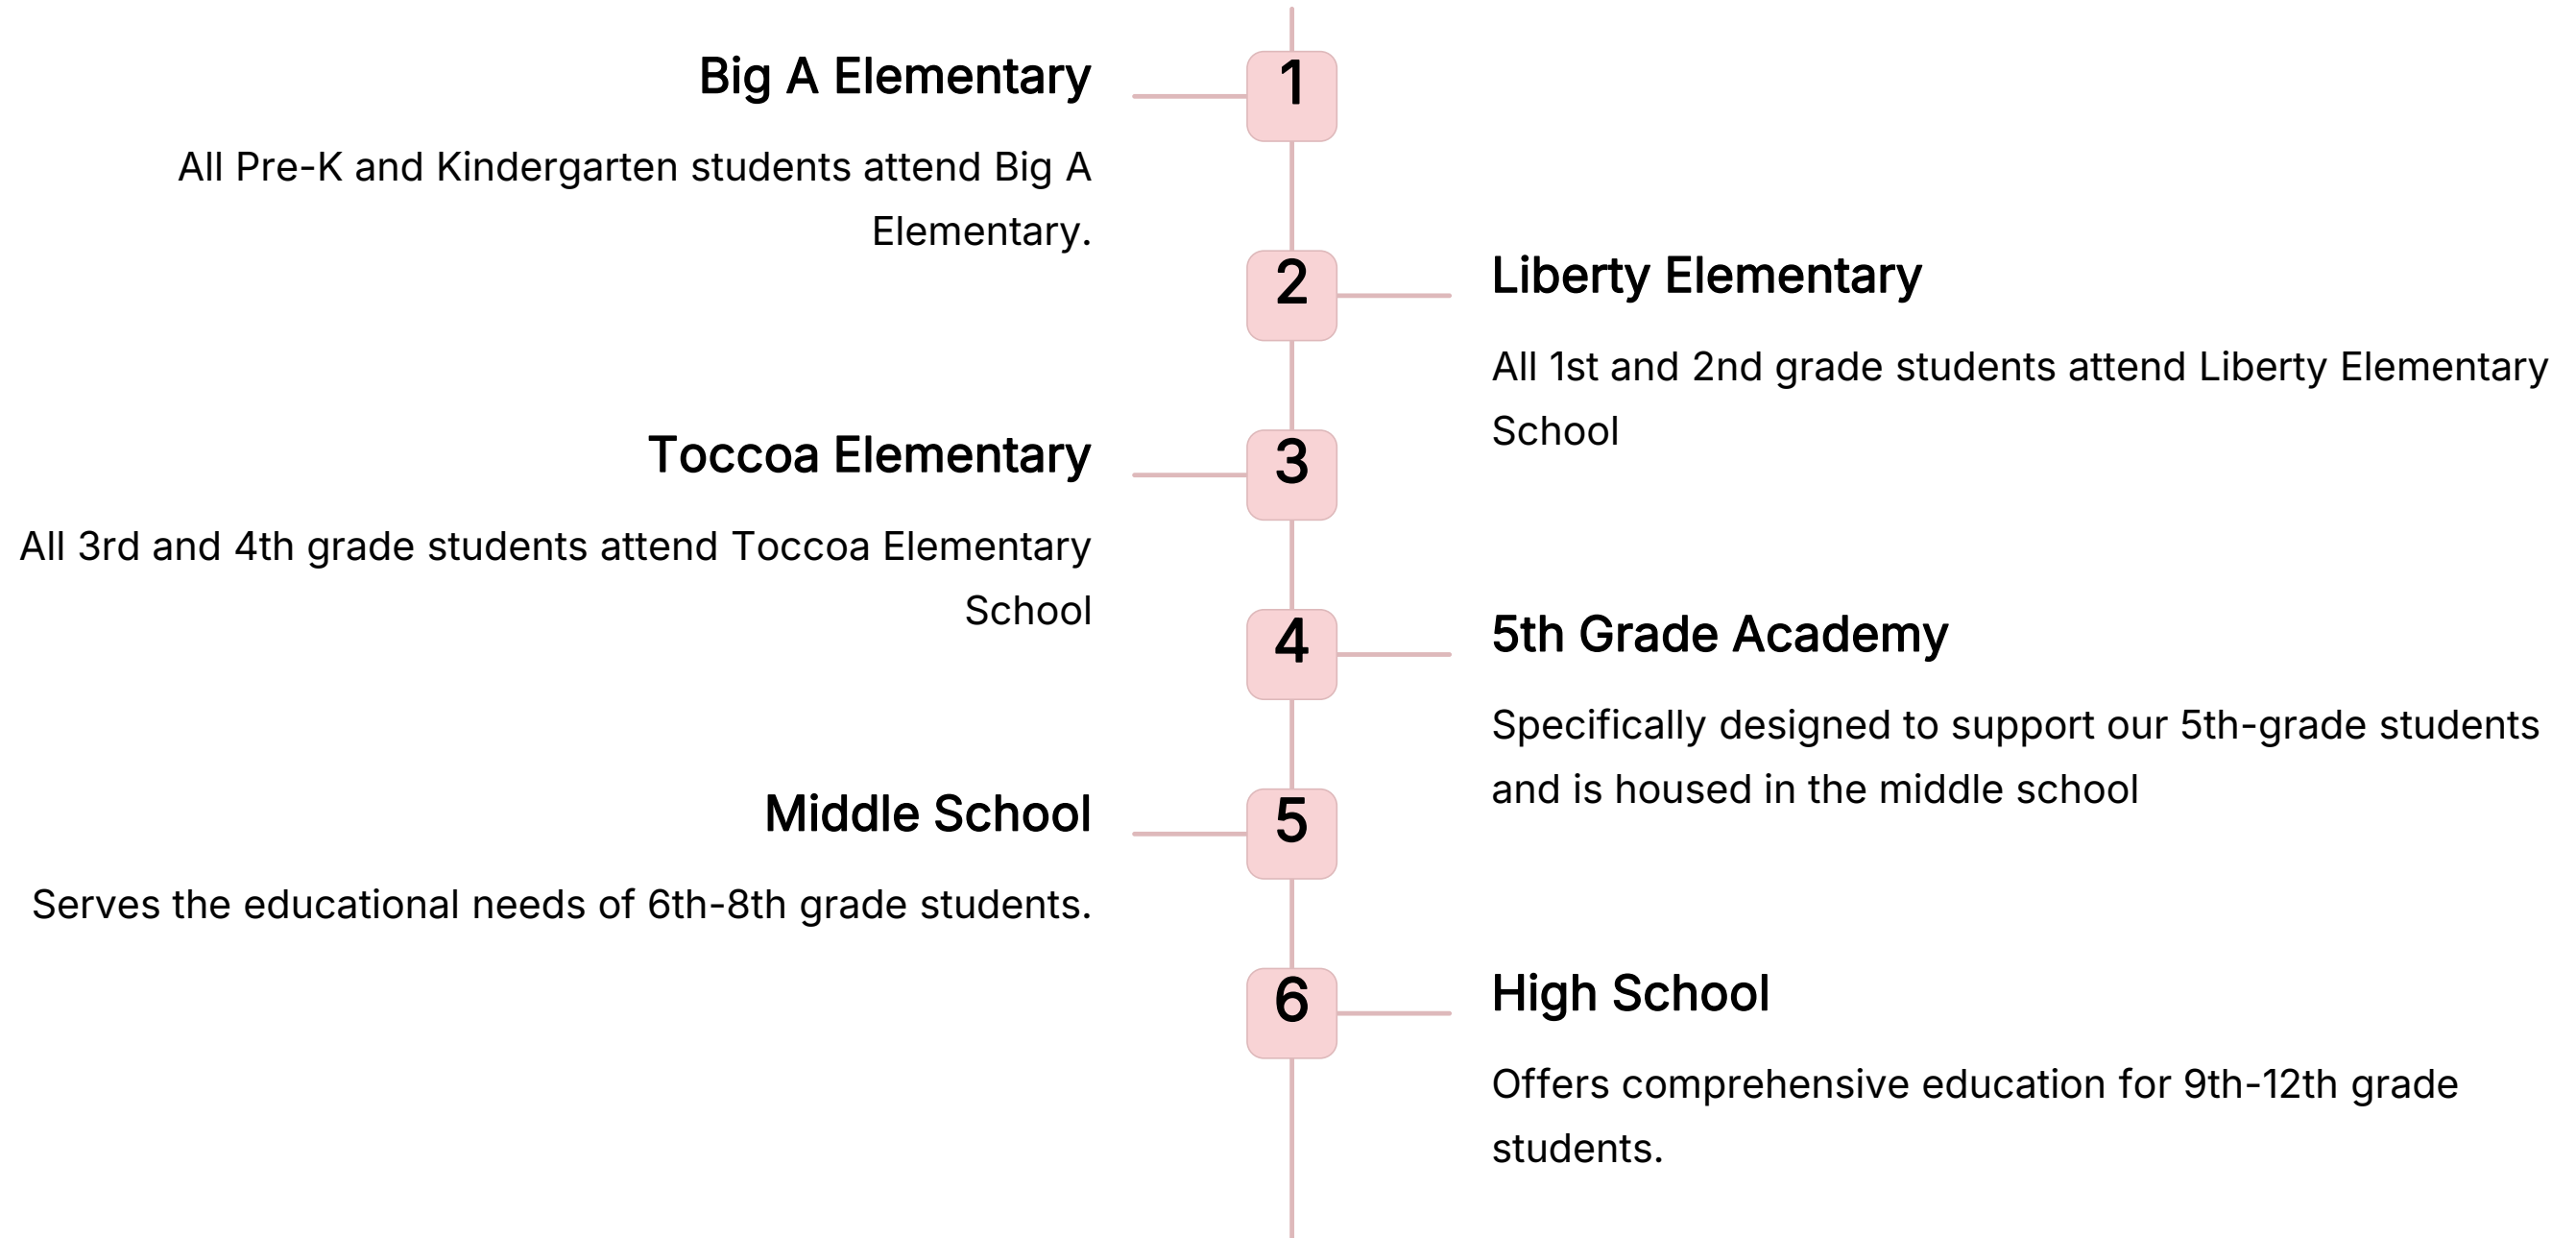 1
Big A Elementary
All Pre-K and Kindergarten students attend Big A
Elementary.
2
Liberty Elementary
All 1st and 2nd grade students attend Liberty Elementary
School
3
Toccoa Elementary
All 3rd and 4th grade students attend Toccoa Elementary
School
4
5th Grade Academy
Specifically designed to support our 5th-grade students
and is housed in the middle school
5
Middle School
Serves the educational needs of 6th-8th grade students.
6
High School
Offers comprehensive education for 9th-12th grade
students.